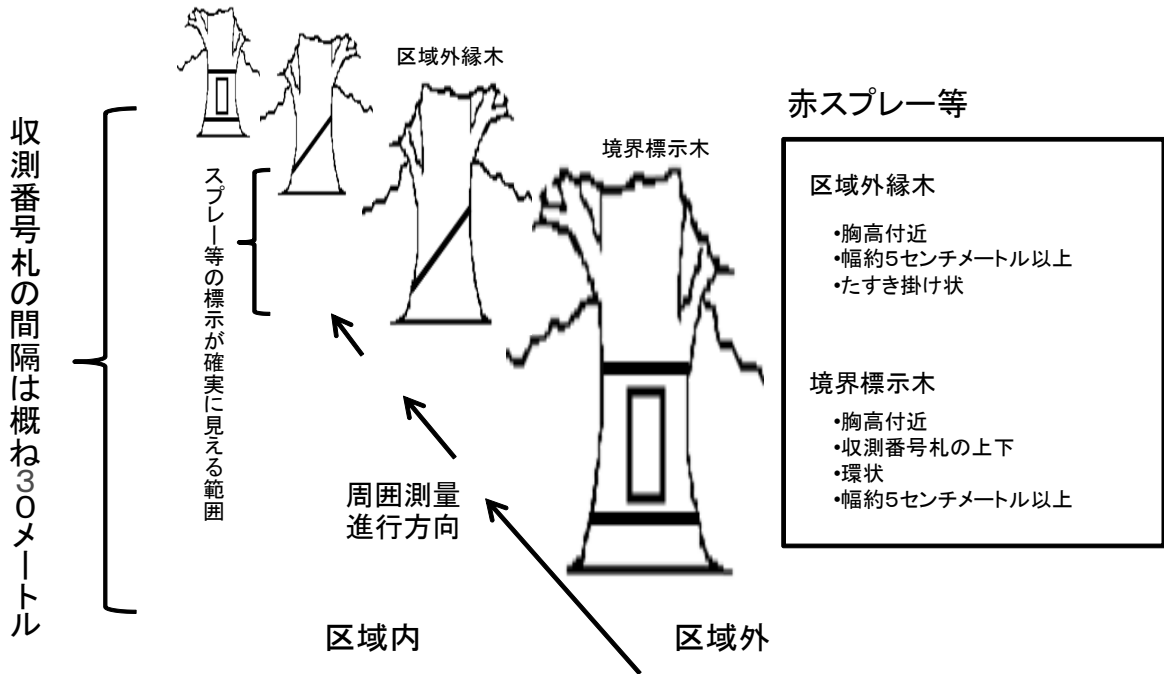 収測番号札の間隔は概ね３０メートル
スプレー等の標示が確実に見える範囲
区域外縁木
境界標示木
周囲測量
進行方向
区域内
区域外
赤スプレー等
区域外縁木
•胸高付近
•幅約５センチメートル以上
•たすき掛け状
境界標示木
•胸高付近
•収測番号札の上下
•環状
•幅約５センチメートル以上